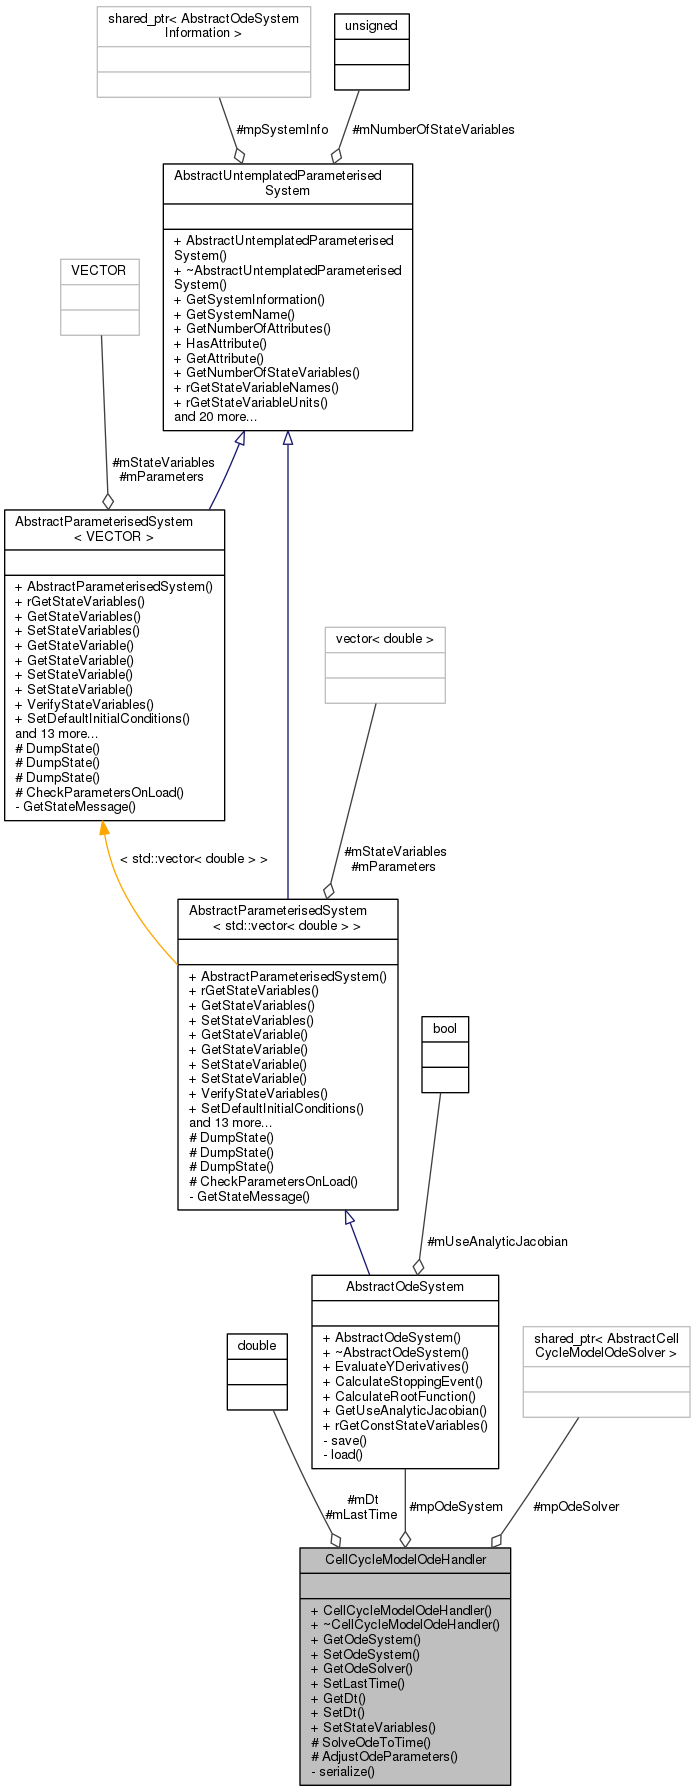 shared_ptr< AbstractOdeSystem
Information >
unsigned
#mpSystemInfo
#mNumberOfStateVariables
AbstractUntemplatedParameterised
System
+ AbstractUntemplatedParameterised
System()
+ ~AbstractUntemplatedParameterised
System()
+ GetSystemInformation()
+ GetSystemName()
+ GetNumberOfAttributes()
+ HasAttribute()
+ GetAttribute()
+ GetNumberOfStateVariables()
+ rGetStateVariableNames()
+ rGetStateVariableUnits()
and 20 more...
VECTOR
#mStateVariables
#mParameters
AbstractParameterisedSystem
< VECTOR >
+ AbstractParameterisedSystem()
+ rGetStateVariables()
+ GetStateVariables()
+ SetStateVariables()
+ GetStateVariable()
+ GetStateVariable()
+ SetStateVariable()
+ SetStateVariable()
+ VerifyStateVariables()
+ SetDefaultInitialConditions()
and 13 more...
# DumpState()
# DumpState()
# DumpState()
# CheckParametersOnLoad()
- GetStateMessage()
vector< double >
#mStateVariables
#mParameters
< std::vector< double > >
AbstractParameterisedSystem
< std::vector< double > >
+ AbstractParameterisedSystem()
+ rGetStateVariables()
+ GetStateVariables()
+ SetStateVariables()
+ GetStateVariable()
+ GetStateVariable()
+ SetStateVariable()
+ SetStateVariable()
+ VerifyStateVariables()
+ SetDefaultInitialConditions()
and 13 more...
# DumpState()
# DumpState()
# DumpState()
# CheckParametersOnLoad()
- GetStateMessage()
bool
#mUseAnalyticJacobian
AbstractOdeSystem
+ AbstractOdeSystem()
+ ~AbstractOdeSystem()
+ EvaluateYDerivatives()
+ CalculateStoppingEvent()
+ CalculateRootFunction()
+ GetUseAnalyticJacobian()
+ rGetConstStateVariables()
- save()
- load()
double
shared_ptr< AbstractCell
CycleModelOdeSolver >
#mDt
#mLastTime
#mpOdeSystem
#mpOdeSolver
CellCycleModelOdeHandler
+ CellCycleModelOdeHandler()
+ ~CellCycleModelOdeHandler()
+ GetOdeSystem()
+ SetOdeSystem()
+ GetOdeSolver()
+ SetLastTime()
+ GetDt()
+ SetDt()
+ SetStateVariables()
# SolveOdeToTime()
# AdjustOdeParameters()
- serialize()